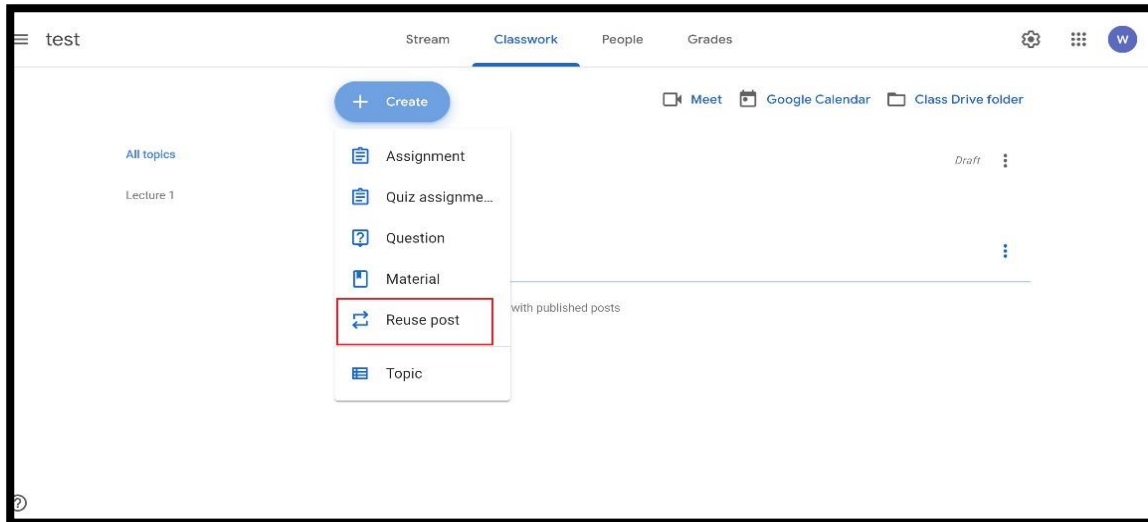 test
Stream Classwork People Grades
W
Create
Meet Google Calendar Class Drive folder
All topics
Lecture 1
Assignment
Quiz assignme...
Question
Material
Reuse post
Topic
Draft
with published posts